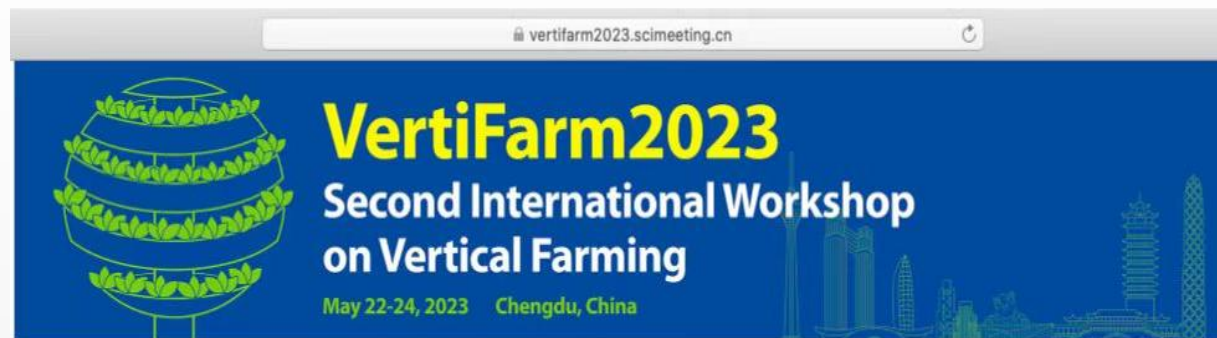 vertifarm2023.scimeeting.cn
VertiFarm2023
Second International Workshop
on Vertical Farming
May 22-24, 2023 Chengdu, China